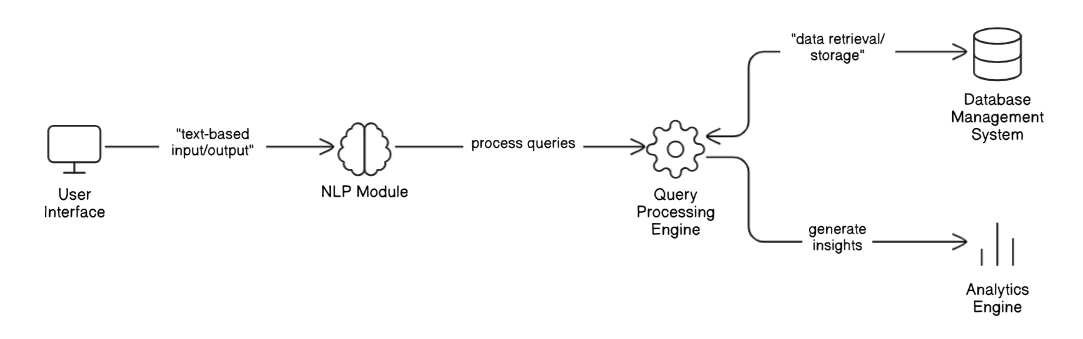 "text-based
input/output"
User
Interface
NLP Module
process queries
Query
Processing
Engine
"data retrieval/
storage"
Database
Management
System
generate
insights
Analytics
Engine